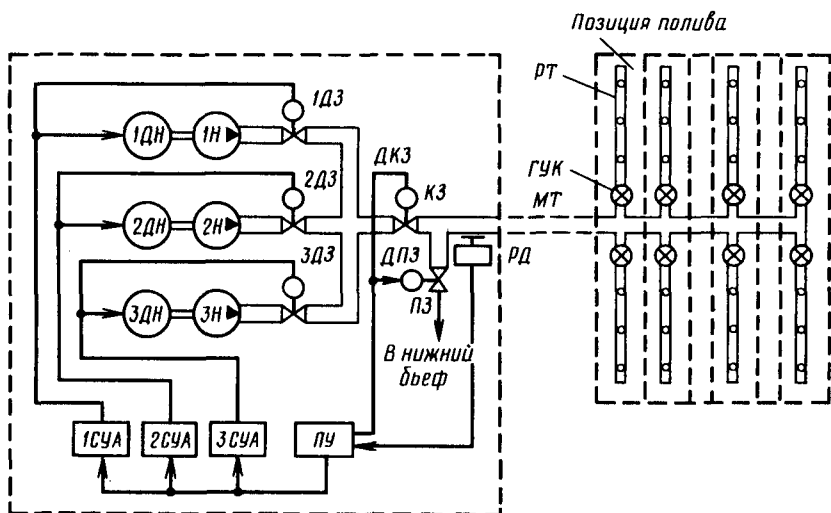 Позиция полива
РТ
1ДЗ
1ДН
1Н
ДКЗ
ГУК
2ДЗ
КЗ
МТ
2ДН
2Н
3ДЗ
ДПЗ
РД
3ДН
3Н
ПЗ
В нижний
бьеф
1СУА
2СУА
3СУА
ПУ